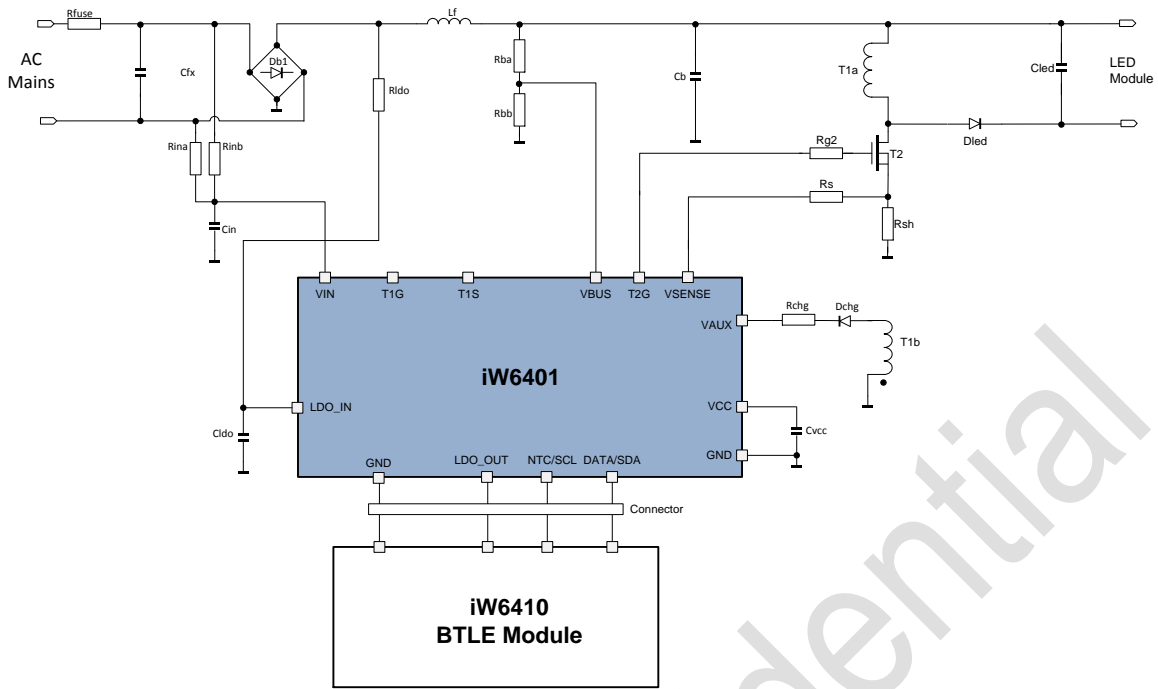 Rfuse
Lf
AC
Mains
Cfx
Db1
Rldo
Rba
Rbb
Cb
T1a
Cled
LED
Module
Rina
Rinb
Rg2
T2
Dled
Rs
Rsh
Cin
VIN
T1G
T1S
VBUS
T2G
VSENSE
VAUX
Rchg
Dchg
T1b
iW6401
LDO_IN
VCC
Cvcc
Cldo
GND
GND
LDO_OUT
NTC/SCL
DATA/SDA
Connector
iW6410
BTLE Module